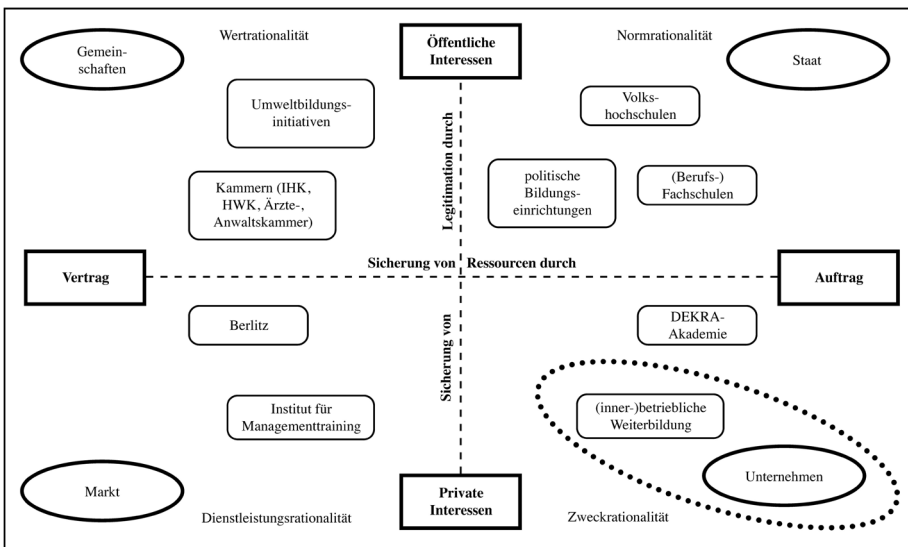 Gemein-
schaften
Wertrationalität
Öffentliche
Interessen
Normrationalität
Staat
Umweltbildungs-
initiativen
Volks-
hochschulen
Kammern (IHK,
HWK, Ärzte-,
Anwaltskammer)
politische
Bildungs-
einrichtungen
(Berufs-)
Fachschulen
Legitimation durch
Vertrag
Sicherung von Ressourcen durch
Auftrag
Sicherung von
Berlitz
DEKRA-
Akademie
Institut für
Managementtraining
(inner-)betriebliche
Weiterbildung
Markt
Dienstleistungsrationalität
Private
Interessen
Zweckrationalität
Unternehmen